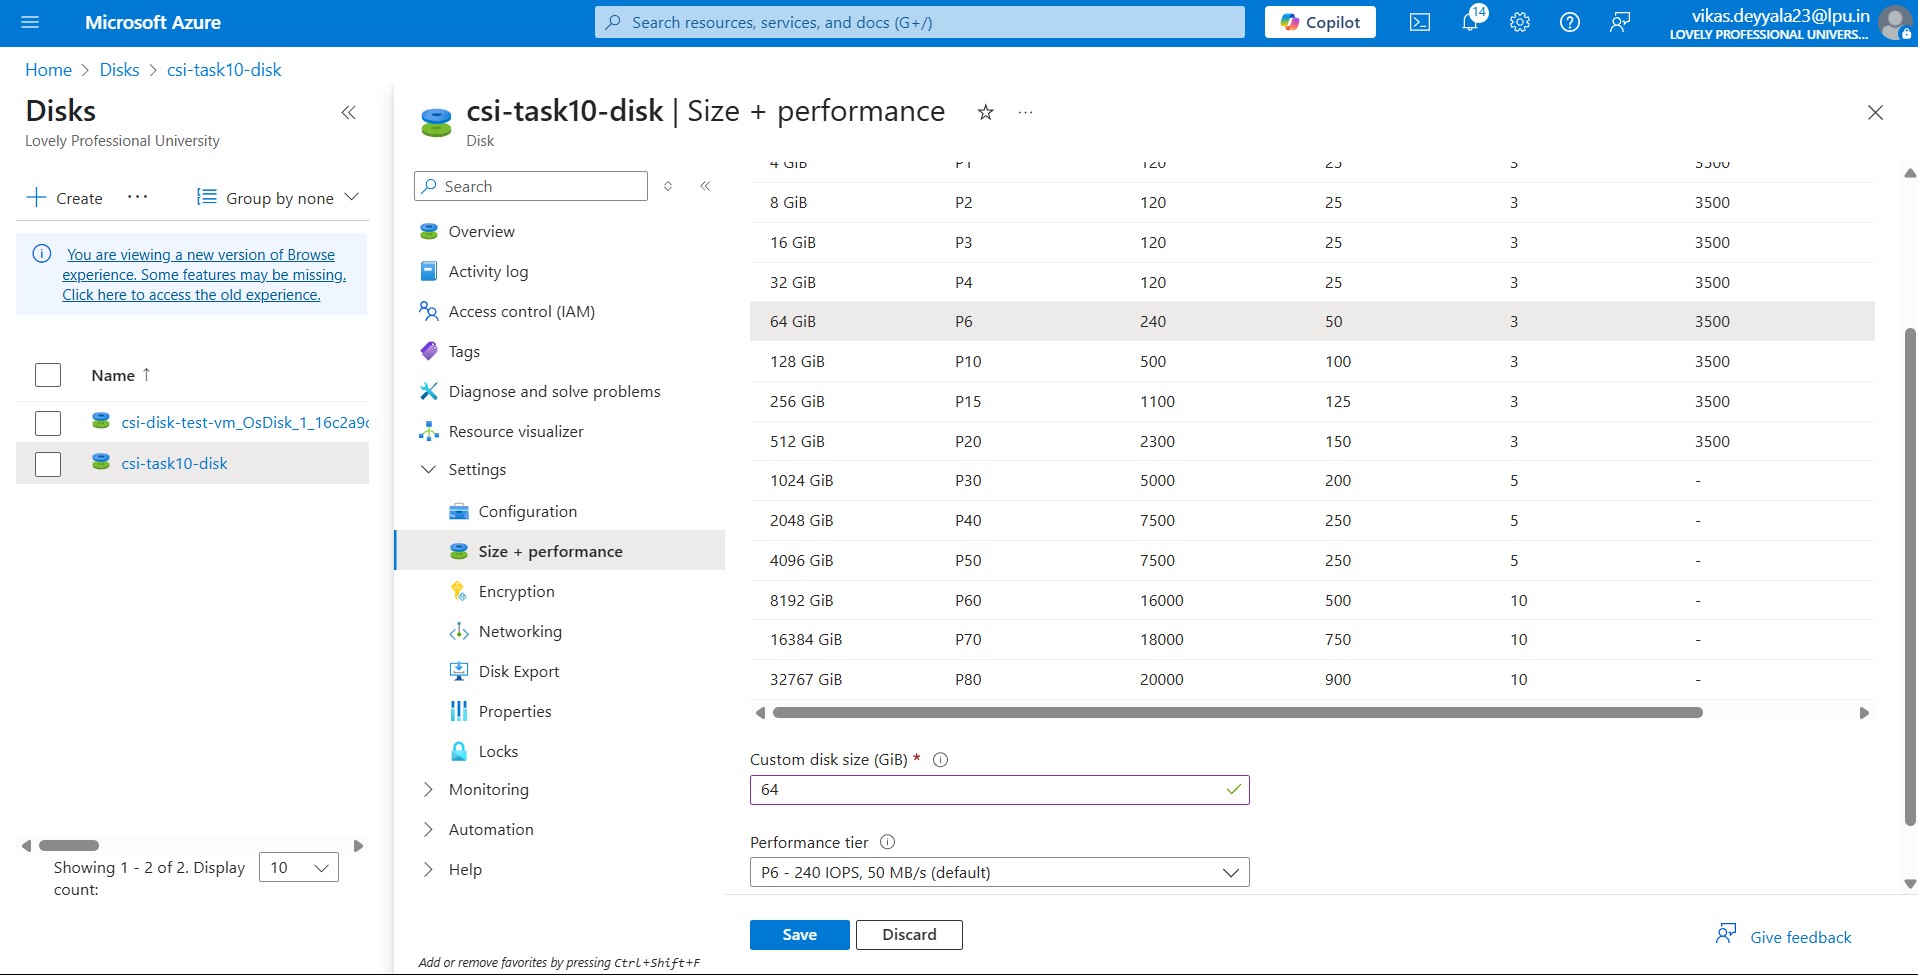 Microsoft Azure
Search resources, services, and docs (G+/)
Copilot
14
vikas.deyyala23@lpu.in
LOVELY PROFESSIONAL UNIVERS...
Home > Disks > csi-task10-disk
Disks
Lovely Professional University
Create
Group by none
You are viewing a new version of Browse
experience. Some features may be missing.
Click here to access the old experience.
Name ↑
csi-disk-test-vm_OsDisk_1_16c2a9
csi-task10-disk
Showing 1 - 2 of 2. Display
count:
10
csi-task10-disk | Size + performance
Disk
Search
Overview
Activity log
Access control (IAM)
Tags
Diagnose and solve problems
Resource visualizer
Settings
Configuration
Size + performance
Encryption
Networking
Disk Export
Properties
Locks
Monitoring
Automation
Help
Add or remove favorites by pressing Ctrl+Shift+F
4 GiB P1 120 25 3 3500
8 GiB P2 120 25 3 3500
16 GiB P3 120 25 3 3500
32 GiB P4 120 25 3 3500
64 GiB P6 240 50 3 3500
128 GiB P10 500 100 3 3500
256 GiB P15 1100 125 3 3500
512 GiB P20 2300 150 3 3500
1024 GiB P30 5000 200 5 -
2048 GiB P40 7500 250 5 -
4096 GiB P50 7500 250 5 -
8192 GiB P60 16000 500 10 -
16384 GiB P70 18000 750 10 -
32767 GiB P80 20000 900 10 -
Custom disk size (GiB) *
64
Performance tier
P6 - 240 IOPS, 50 MB/s (default)
Save
Discard
Give feedback